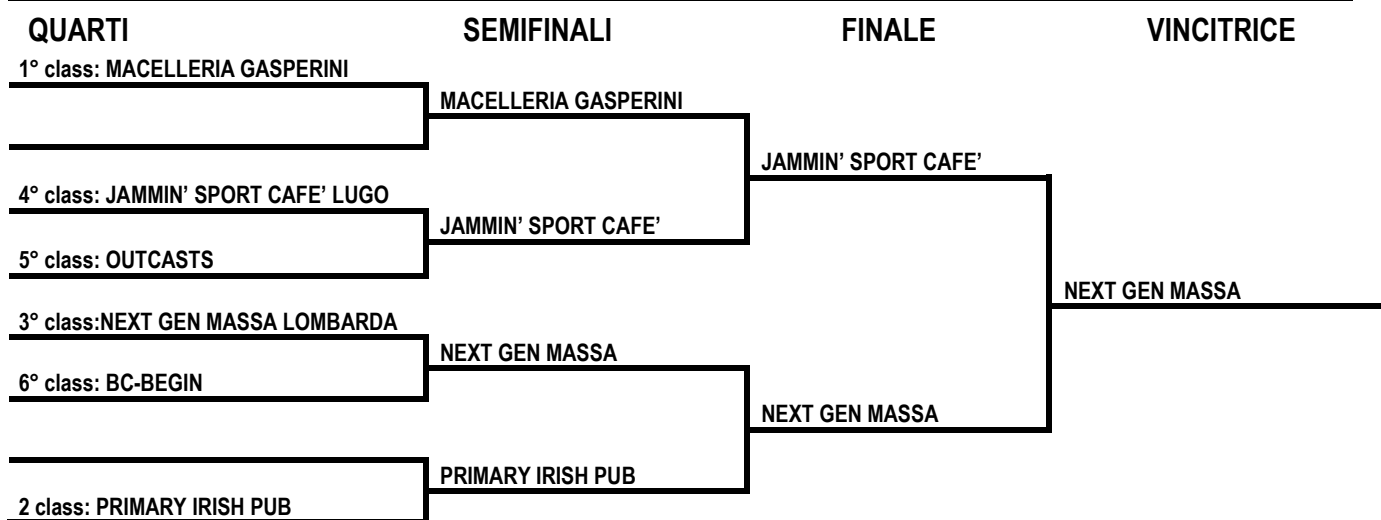 QUARTI SEMIFINALI FINALE VINCITRICE
1° class: MACELLERIA GASPERINI
MACELLERIA GASPERINI
JAMMIN’ SPORT CAFE’
4° class: JAMMIN’ SPORT CAFE’ LUGO
JAMMIN’ SPORT CAFE’
5° class: OUTCASTS
NEXT GEN MASSA
3° class:NEXT GEN MASSA LOMBARDA
NEXT GEN MASSA
6° class: BC-BEGIN
NEXT GEN MASSA
PRIMARY IRISH PUB
2 class: PRIMARY IRISH PUB